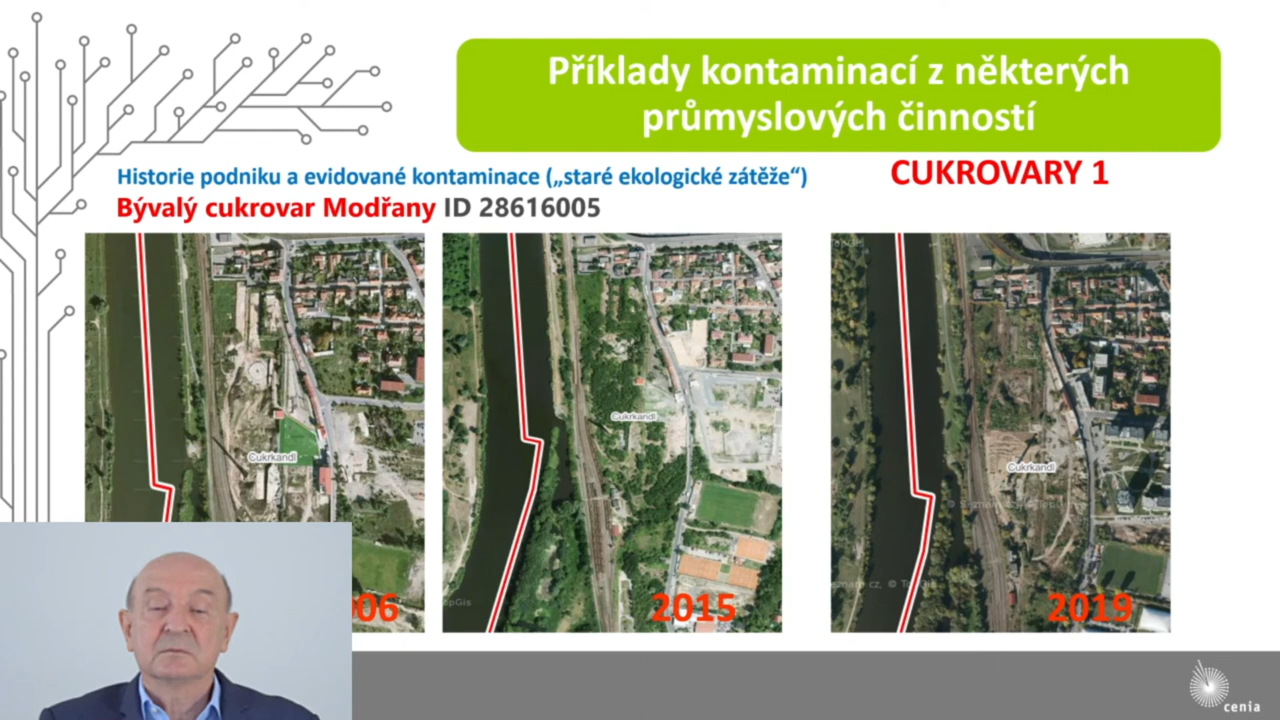 Příklady kontaminací z některých
průmyslových činností
Historie podniku a evidované kontaminace („staré ekologické zátěže“)
CUKROVARY 1
Bývalý cukrovar Modřany ID 28616005
Cukrkandl
Cukrkandl
Cukrkandl
06
2015
2019
cenia